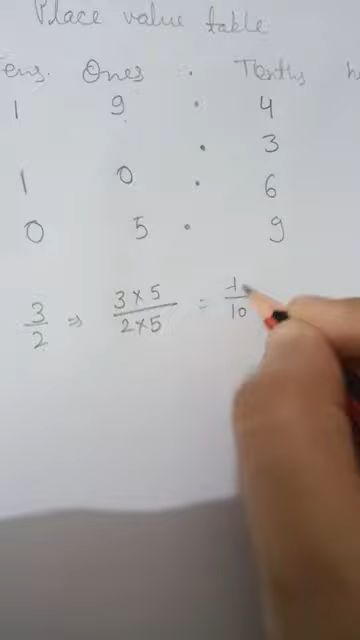 Place value table
Tens. Ones . Tenths h
1 9 . 4
. 3
1 0 . 6
0 5 . 9
3/2 ⇒ 3×5/2×5 = 1/10